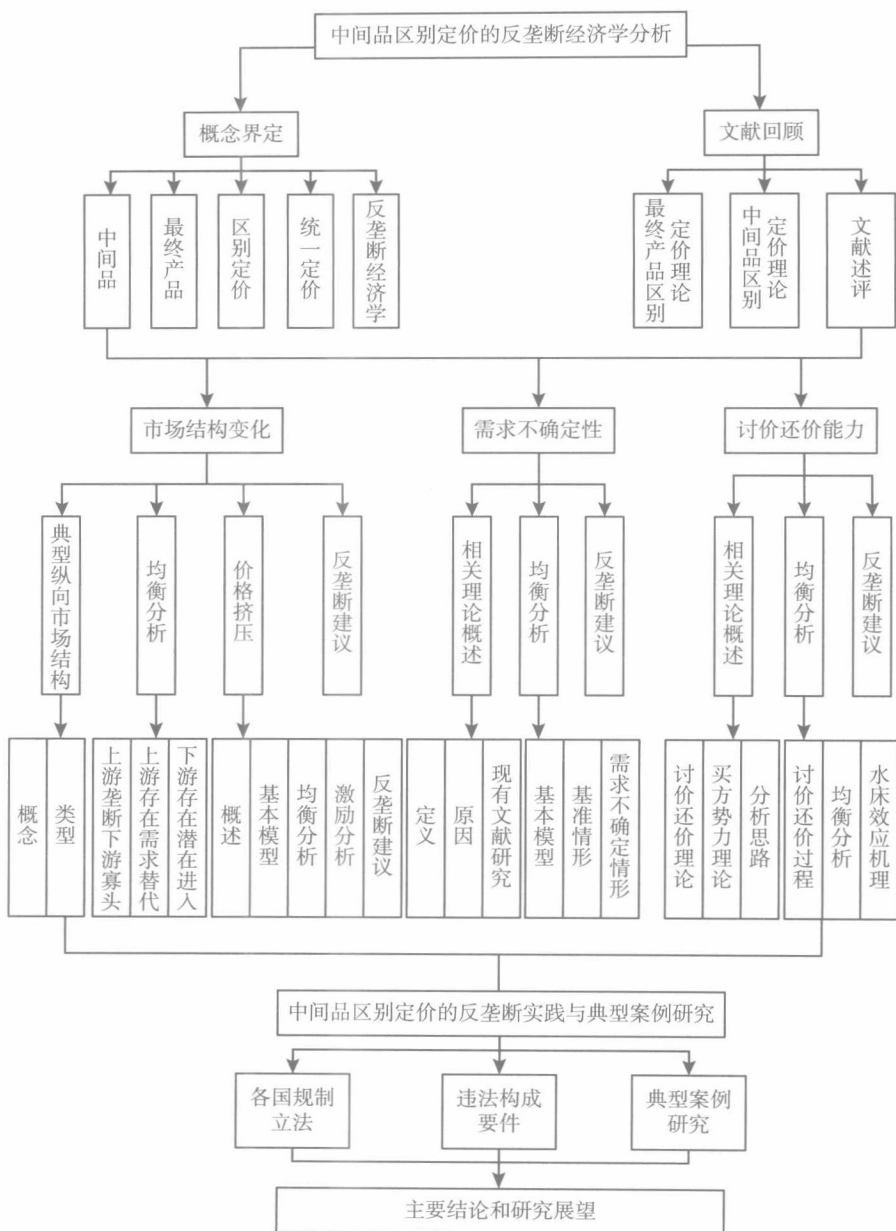 中间品区别定价的反垄断经济学分析
概念界定
文献回顾
中间品
最终产品
区别定价
统一定价
反垄断经济学
最终产品区别
定价理论
中间品区别
定价理论
文献述评
市场结构变化
需求不确定性
讨价还价能力
典型纵向市场结构
均衡分析
价格挤压
反垄断建议
相关理论概述
均衡分析
反垄断建议
相关理论概述
均衡分析
反垄断建议
概念
类型
上游垄断下游寡头
上游存在需求替代
下游存在潜在进入
概述
基本模型
均衡分析
激励分析
反垄断建议
定义
原因
现有文献研究
基本模型
基准情形
需求不确定情形
讨价还价理论
买方势力理论
分析思路
讨价还价过程
均衡分析
水床效应机理
中间品区别定价的反垄断实践与典型案例研究
各国规制
立法
违法构成
要件
典型案例
研究
主要结论和研究展望